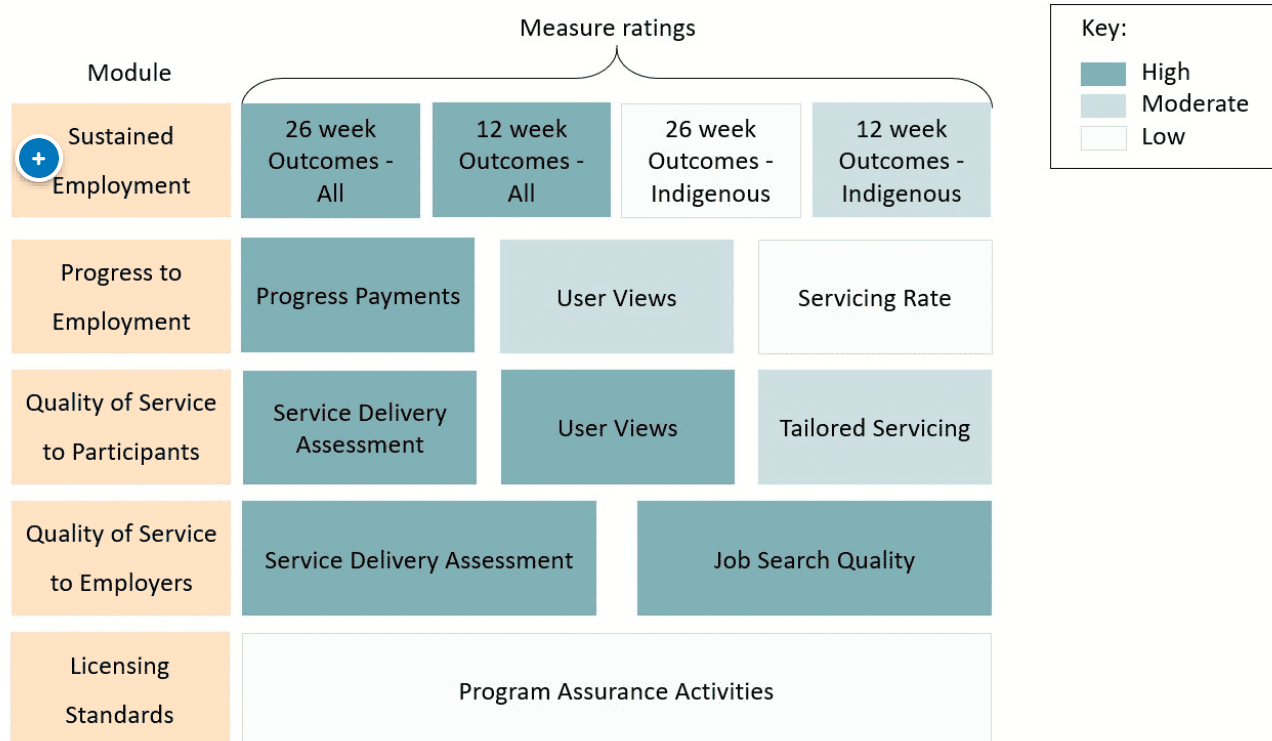 Measure ratings
Key:
High
Moderate
Low
Module
Sustained
Employment
26 week
Outcomes -
All
12 week
Outcomes -
All
26 week
Outcomes -
Indigenous
12 week
Outcomes -
Indigenous
Progress to
Employment
Progress Payments
User Views
Servicing Rate
Quality of Service
to Participants
Service Delivery
Assessment
User Views
Tailored Servicing
Quality of Service
to Employers
Service Delivery Assessment
Job Search Quality
Licensing
Standards
Program Assurance Activities